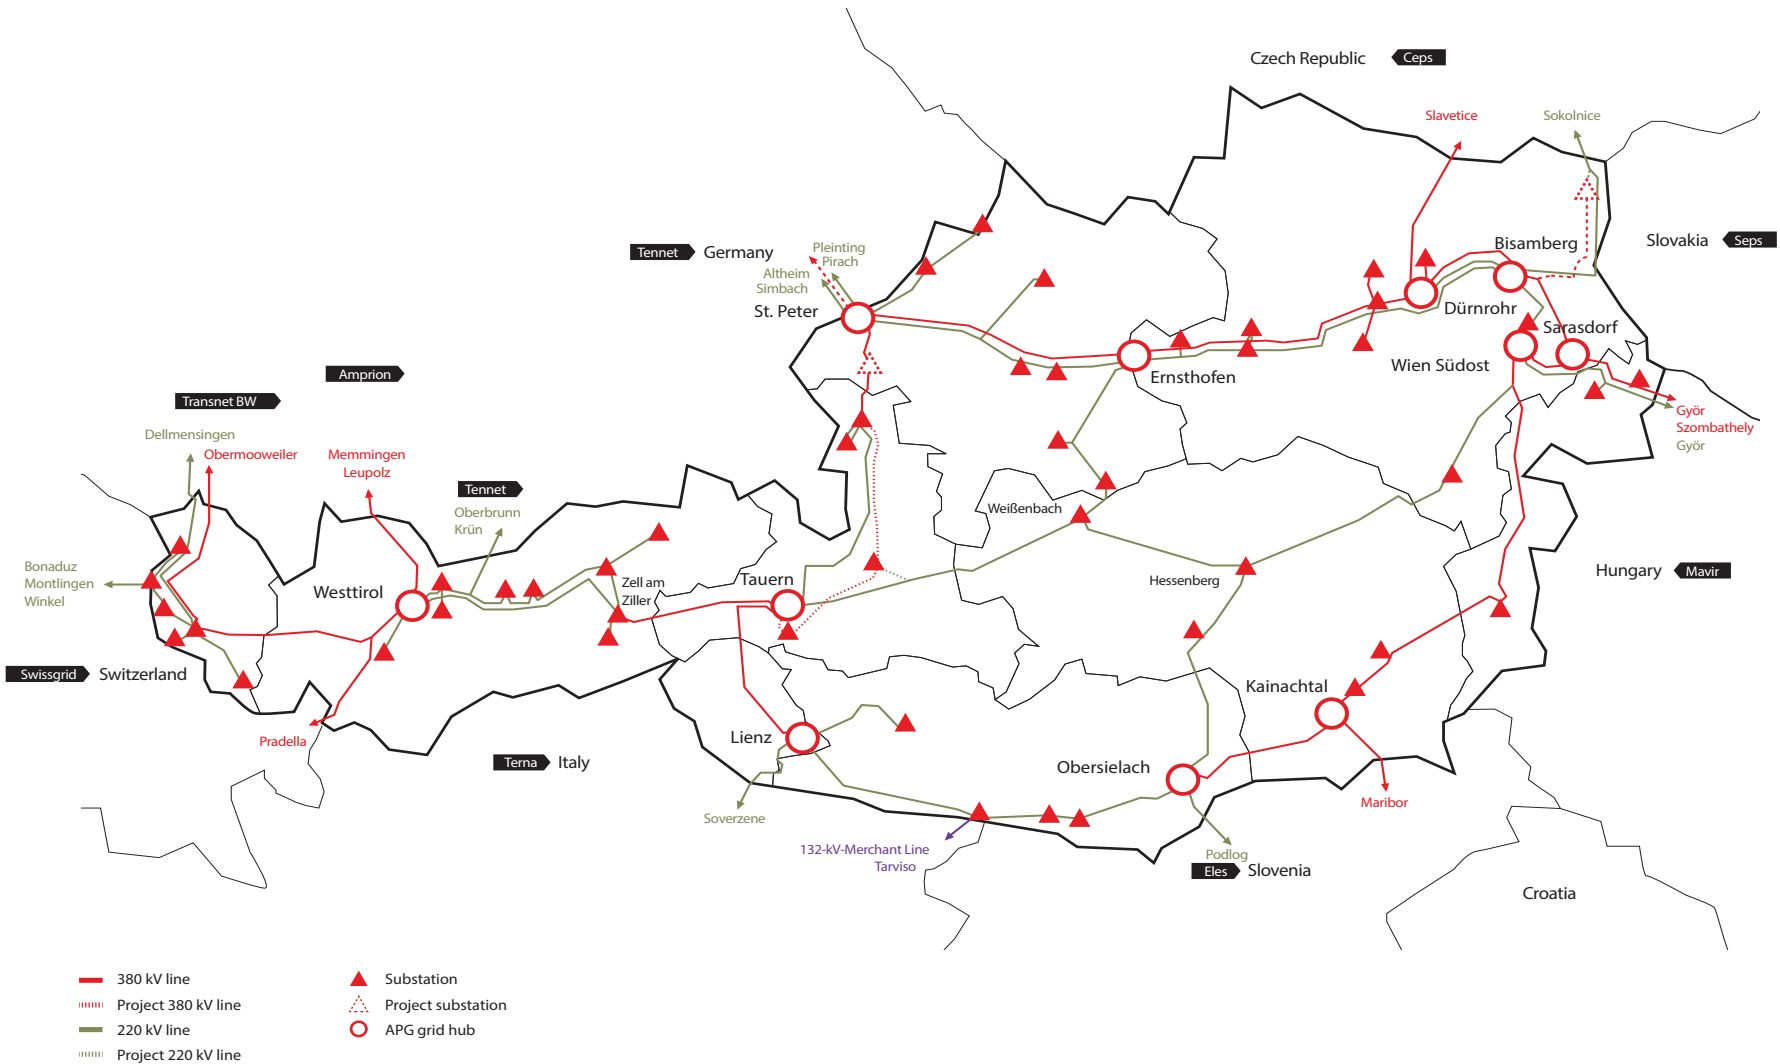 Czech Republic
Ceps
Slavetice
Sokolnice
Tennet
Germany
Pleinting
Pirach
Altheim
Simbach
St. Peter
Bisamberg
Slovakia
Seps
Dürnrohr
Sarasdorf
Wien Südost
Ernsthofen
Amprion
Transnet BW
Dellmensingen
Obermooweiler
Memmingen
Leupolz
Györ
Szombathely
Györ
Tennet
Oberbrunn
Krün
Weißenbach
Bonaduz
Montlingen
Winkel
Westtirol
Zell am
Ziller
Tauern
Hessenberg
Hungary
Mavir
Swissgrid
Switzerland
Kainachtal
Pradella
Lienz
Terna
Italy
Obersielach
Maribor
Soverzene
132-kV-Merchant Line
Tarviso
Podlog
Eles
Slovenia
Croatia
380 kV line
Project 380 kV line
220 kV line
Project 220 kV line
Substation
Project substation
APG grid hub